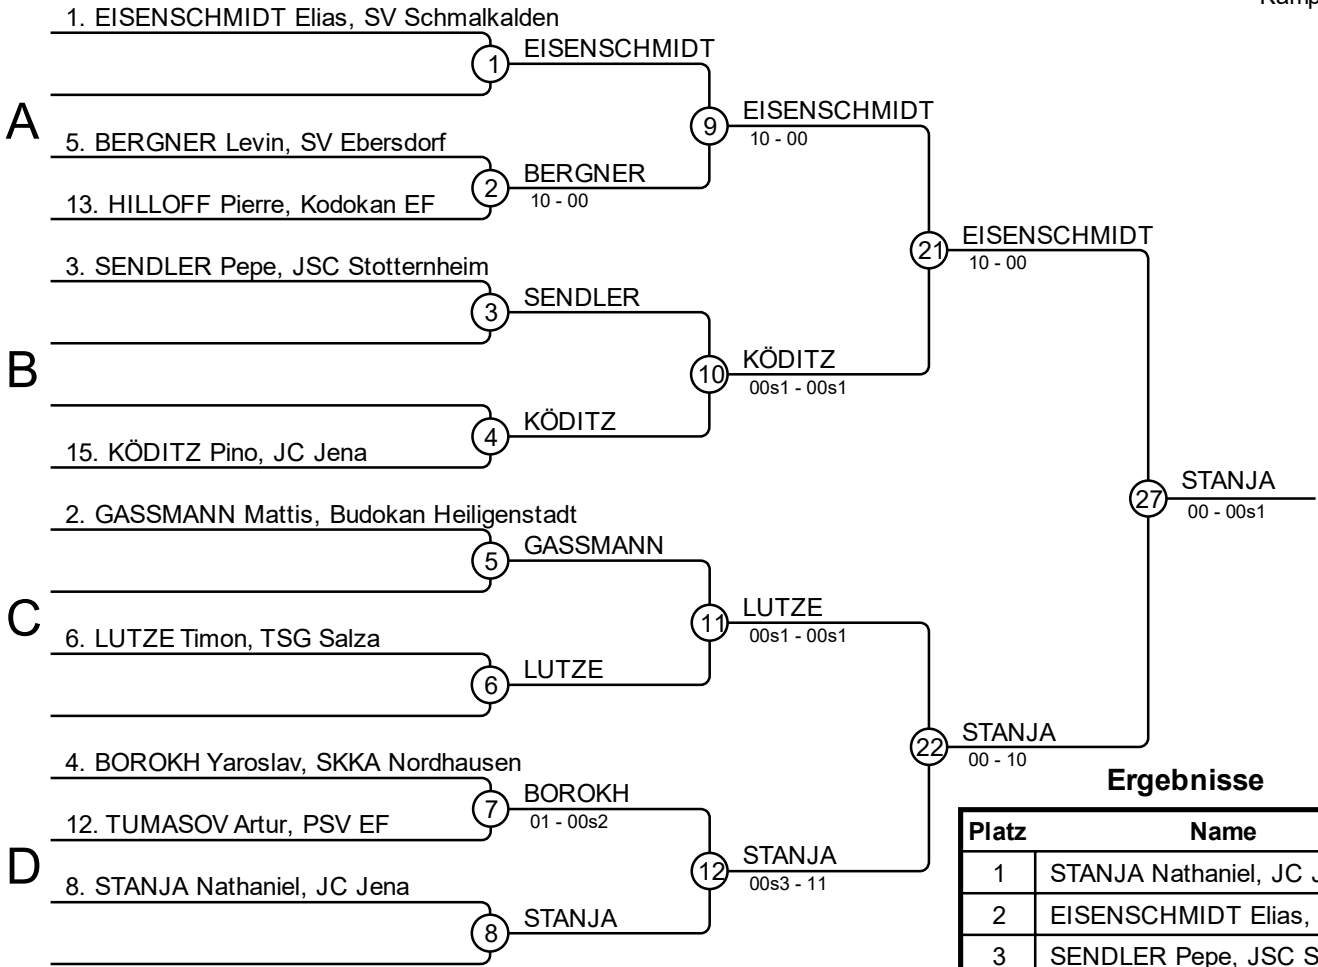 1. EISENSCHMIDT Elias, SV Schmalkalden
1
EISENSCHMIDT
A
9
EISENSCHMIDT
10 - 00
5. BERGNER Levin, SV Ebersdorf
2
BERGNER
10 - 00
13. HILLOFF Pierre, Kodokan EF
21
EISENSCHMIDT
10 - 00
3. SENDLER Pepe, JSC Stotternheim
3
SENDLER
B
10
KÖDITZ
00s1 - 00s1
4
KÖDITZ
15. KÖDITZ Pino, JC Jena
27
STANJA
00 - 00s1
2. GASSMANN Mattis, Budokan Heiligenstadt
5
GASSMANN
C
11
LUTZE
00s1 - 00s1
6. LUTZE Timon, TSG Salza
6
LUTZE
22
STANJA
00 - 10
4. BOROKH Yaroslav, SKKA Nordhausen
7
BOROKH
01 - 00s2
12. TUMASOV Artur, PSV EF
D
12
STANJA
00s3 - 11
8. STANJA Nathaniel, JC Jena
8
STANJA
Ergebnisse
Platz Name
1 STANJA Nathaniel, JC
2 EISENSCHMIDT Elias,
3 SENDLER Pepe, JSC